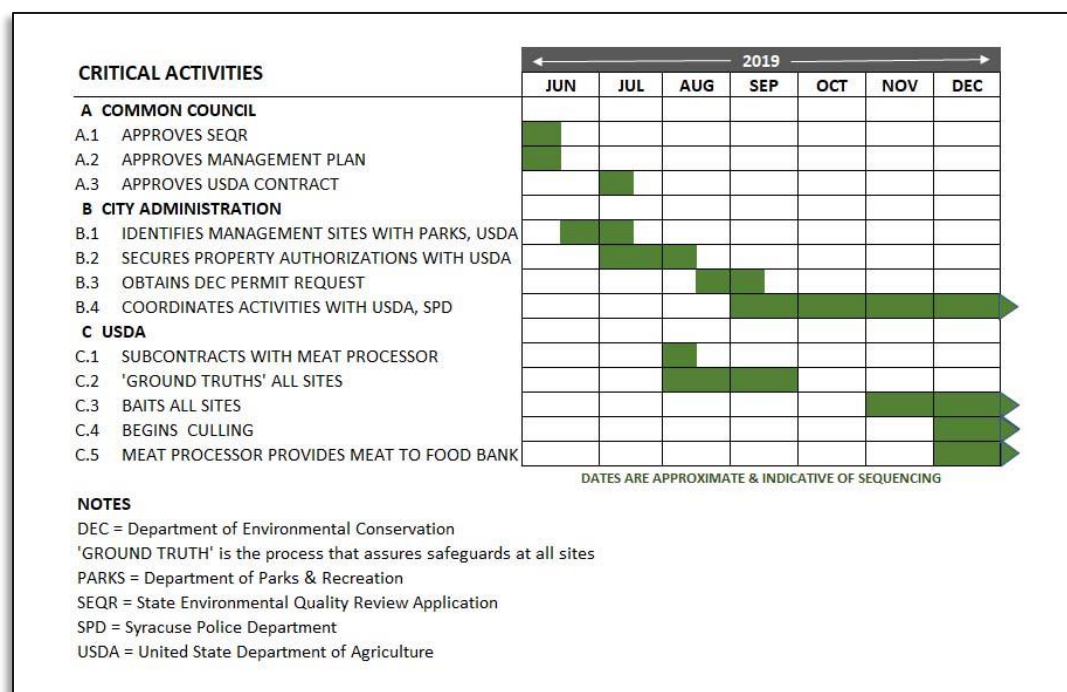 2019
CRITICAL ACTIVITIES
JUN JUL AUG SEP OCT NOV DEC
A COMMON COUNCIL
A.1 APPROVES SEQR
A.2 APPROVES MANAGEMENT PLAN
A.3 APPROVES USDA CONTRACT
B CITY ADMINISTRATION
B.1 IDENTIFIES MANAGEMENT SITES WITH PARKS, USDA
B.2 SECURES PROPERTY AUTHORIZATIONS WITH USDA
B.3 OBTAINS DEC PERMIT REQUEST
B.4 COORDINATES ACTIVITIES WITH USDA, SPD
C USDA
C.1 SUBCONTRACTS WITH MEAT PROCESSOR
C.2 'GROUND TRUTHS' ALL SITES
C.3 BAITS ALL SITES
C.4 BEGINS CULLING
C.5 MEAT PROCESSOR PROVIDES MEAT TO FOOD BANK
DATES ARE APPROXIMATE & INDICATIVE OF SEQUENCING
NOTES
DEC = Department of Environmental Conservation
'GROUND TRUTH' is the process that assures safeguards at all sites
PARKS = Department of Parks & Recreation
SEQR = State Environmental Quality Review Application
SPD = Syracuse Police Department
USDA = United State Department of Agriculture